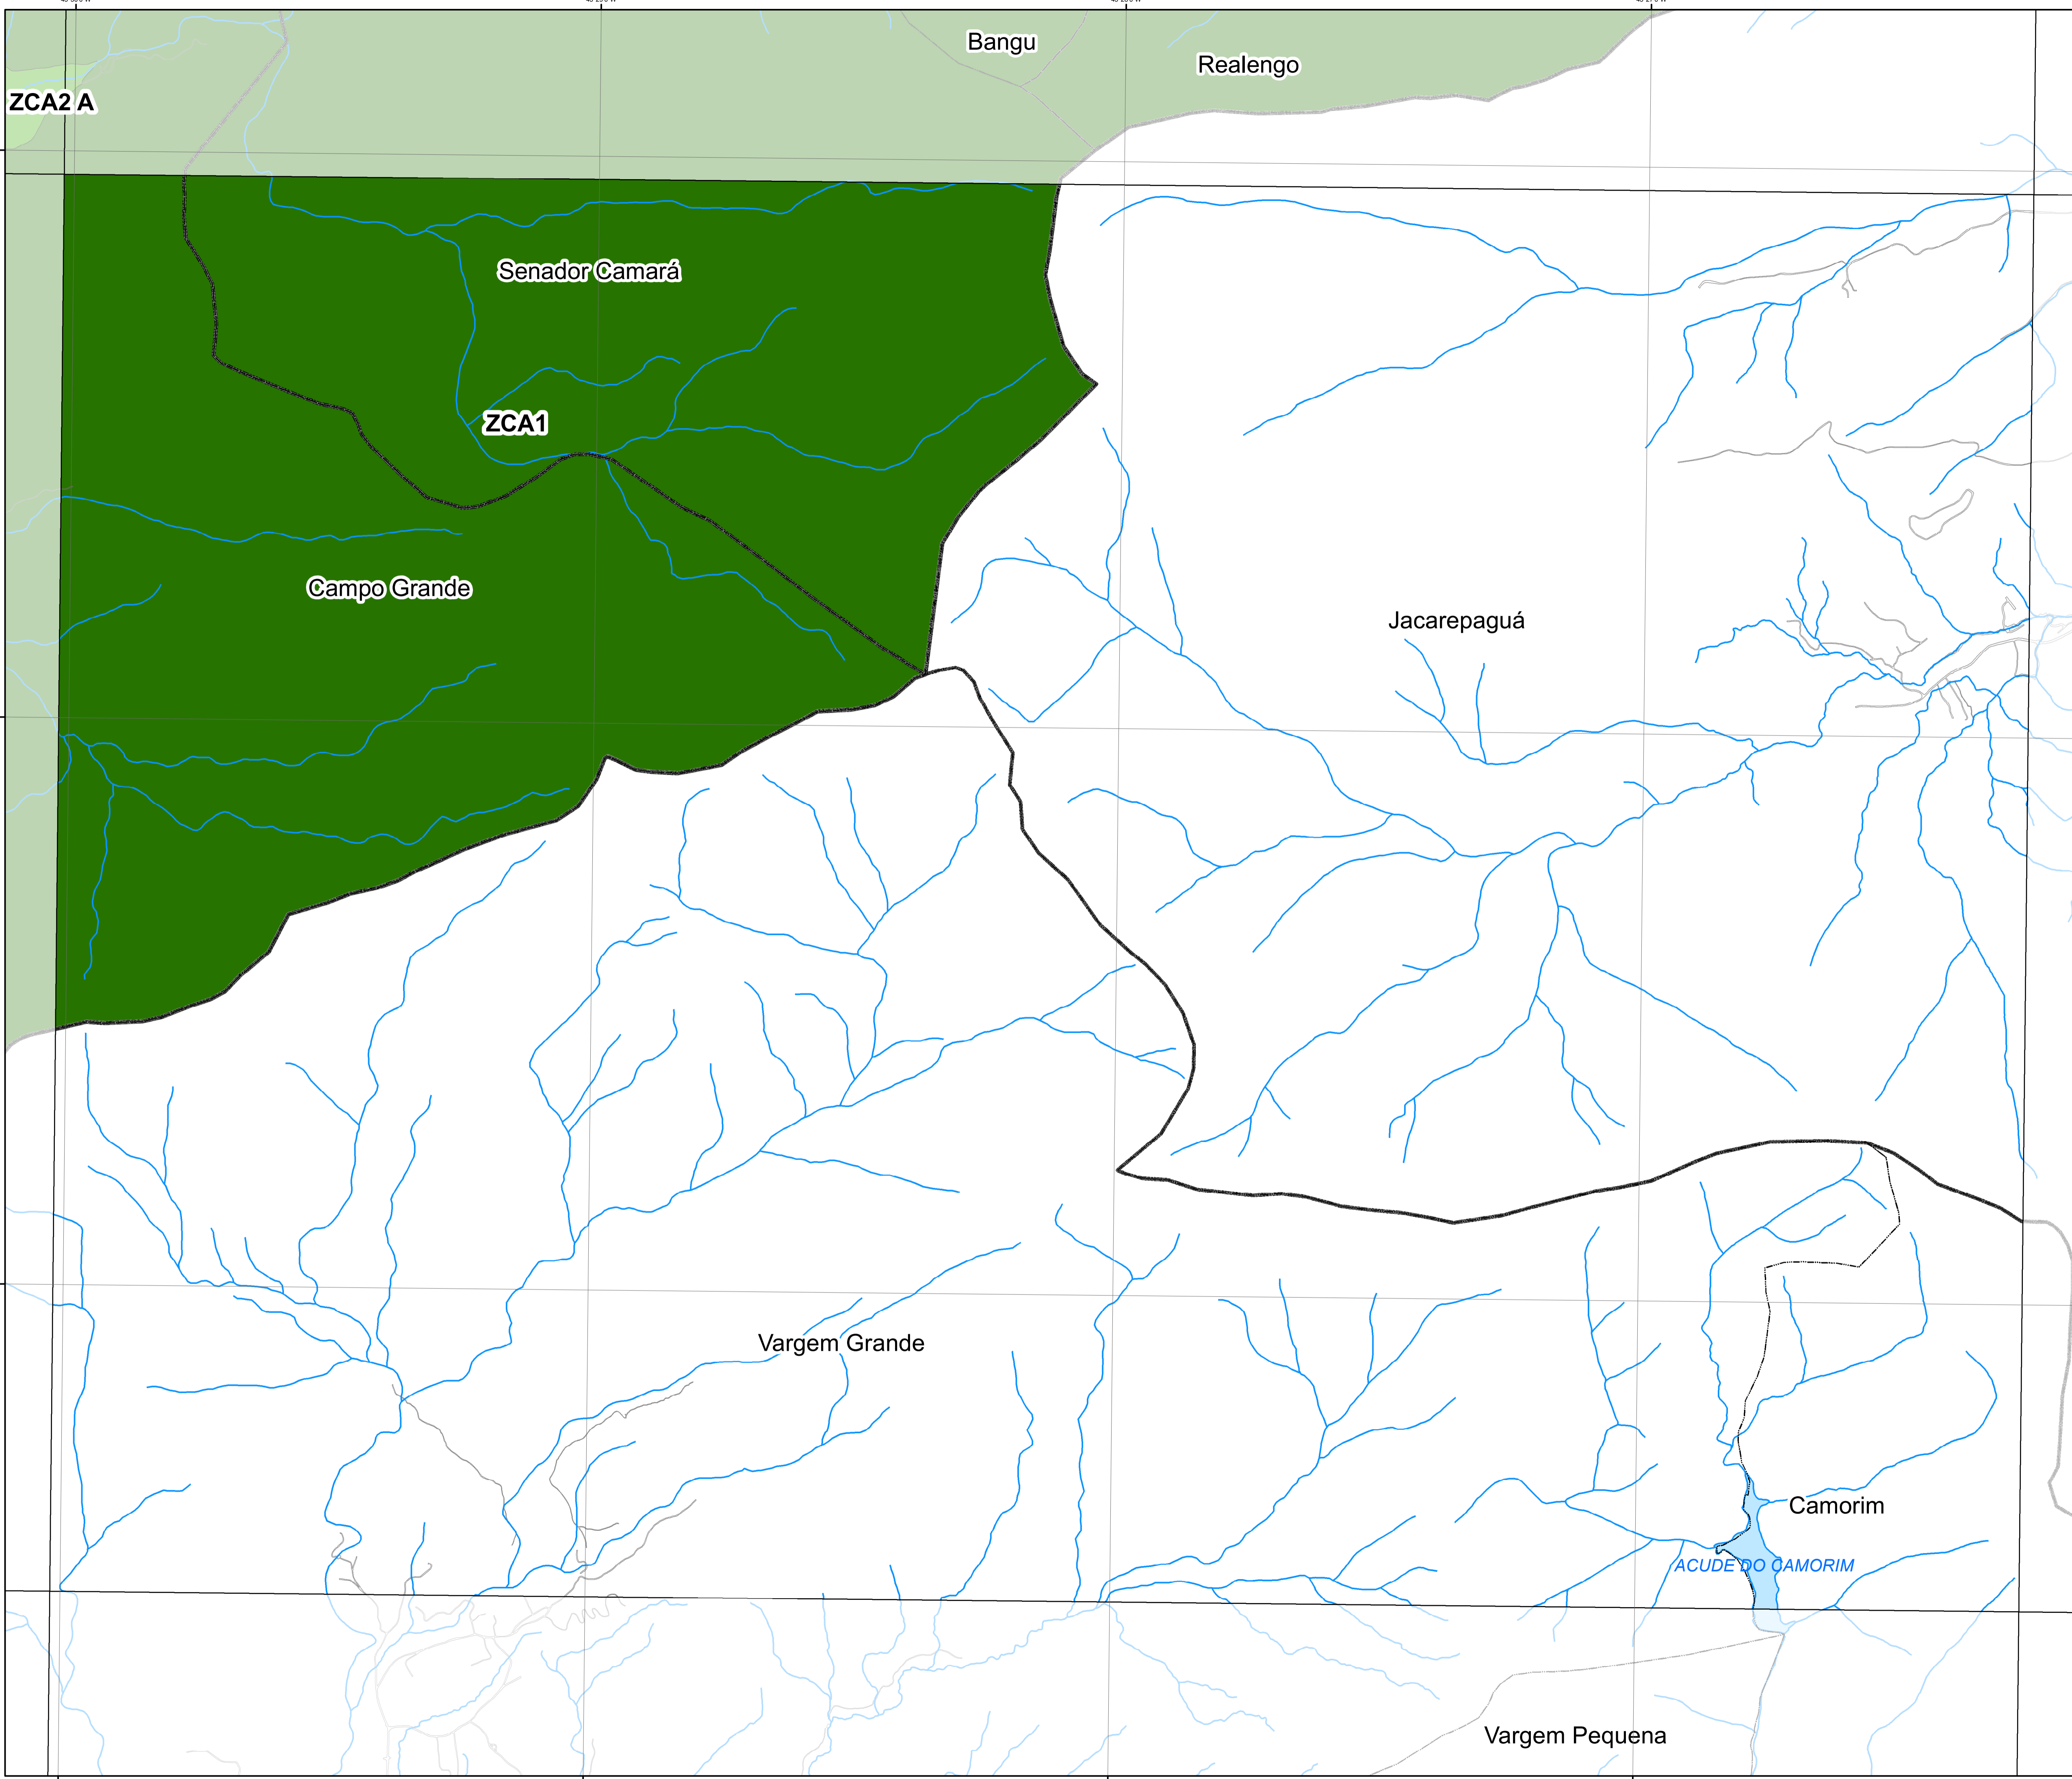 Bangu
Realengo
ZCA2 A
Senador Camará
ZCA1
Campo Grande
Jacarepaguá
Vargem Grande
Camorim
ACUDE DO CAMORIM
Vargem Pequena